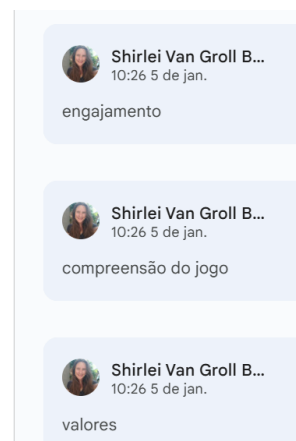 Shirlei Van Groll B...
10:26 5 de jan.
engajamento
Shirlei Van Groll B...
10:26 5 de jan.
compreensão do jogo
Shirlei Van Groll B...
10:26 5 de jan.
valores